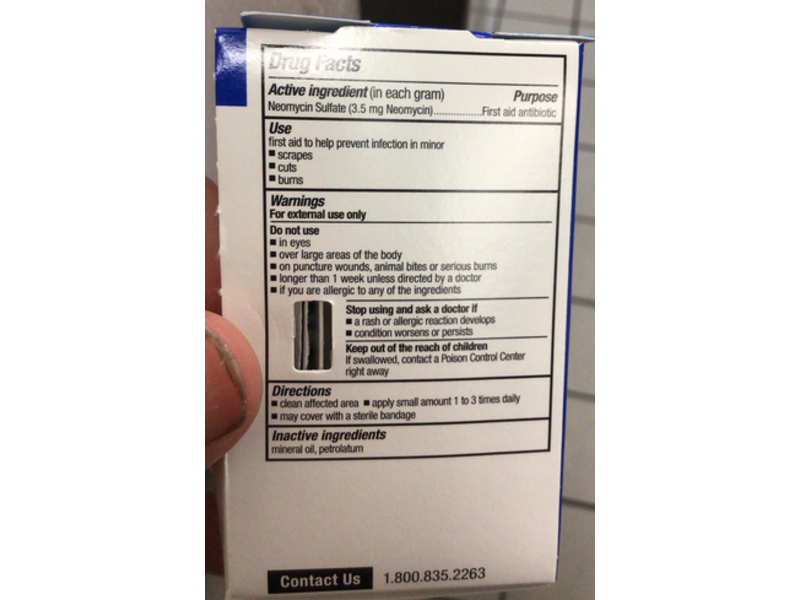 Drug Facts
Active ingredient (in each gram) Purpose
Neomycin Sulfate (3.5 mg Neomycin)..................First aid antibiotic
Use
first aid to help prevent infection in minor
■ scrapes
■ cuts
■ burns
Warnings
For external use only
Do not use
■ in eyes
■ over large areas of the body
■ on puncture wounds, animal bites or serious burns
■ longer than 1 week unless directed by a doctor
■ if you are allergic to any of the ingredients
Stop using and ask a doctor if
■ a rash or allergic reaction develops
■ condition worsens or persists
Keep out of the reach of children
If swallowed, contact a Poison Control Center
right away
Directions
■ clean affected area ■ apply small amount 1 to 3 times daily
■ may cover with a sterile bandage
Inactive ingredients
mineral oil, petrolatum
Contact Us 1.800.835.2263